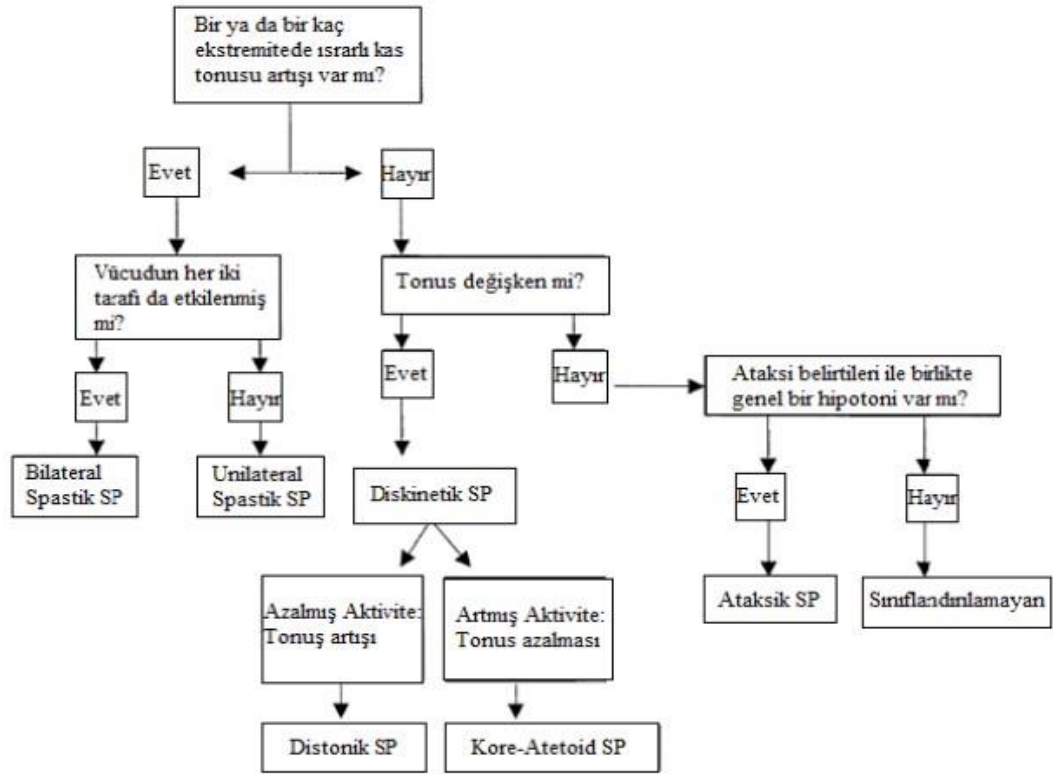 Bir ya da bir kaç
ekstremitede ısrarlı kas
tonusu artışı var mı?
Evet
Hayır
Vücudun her iki
tarafı da etkilenmiş
mi?
Tonus değişken mi?
Evet
Hayır
Evet
Hayır
Ataksi belirtileri ile birlikte
genel bir hipotoni var mı?
Bilateral
Spastik SP
Unilateral
Spastik SP
Diskinetik SP
Evet
Hayır
Azalmış Aktivite:
Tonuş artışı
Artmış Aktivite:
Tonus azalması
Ataksik SP
Sınıflandınlamayan
Distonik SP
Kore-Atetoid SP